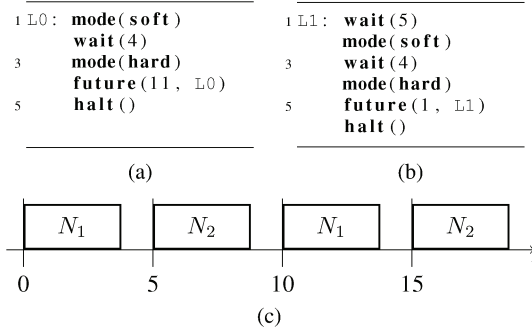 1 L0: mode(soft)
wait(4)
3 mode(hard)
future(11, L0)
5 halt()
(a)
1 L1: wait(5)
mode(soft)
3 wait(4)
mode(hard)
5 future(1, L1)
halt()
(b)
N1 N2 N1 N2
0 5 10 15
(c)